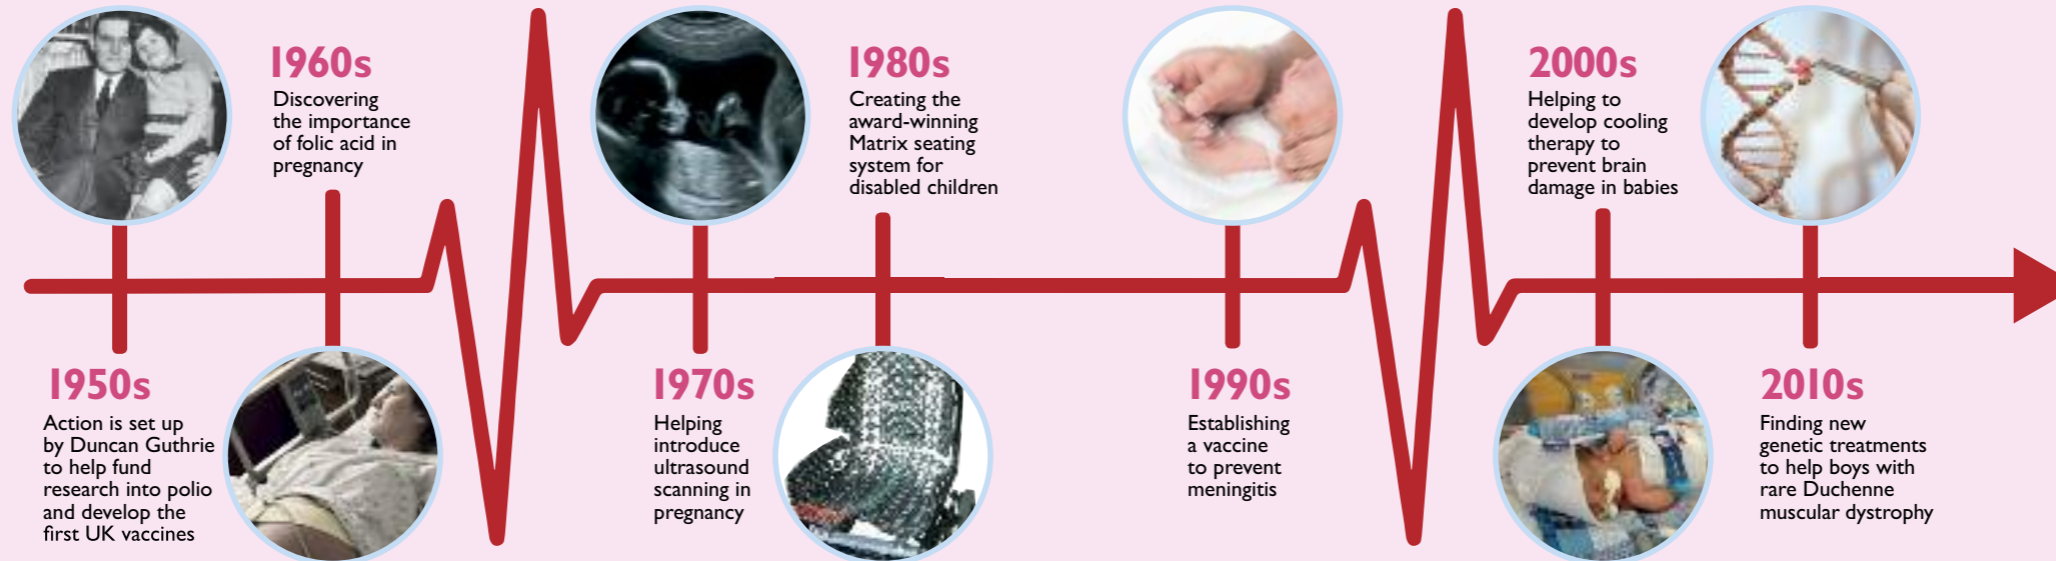 1950s
Action is set up
by Duncan Guthrie
to help fund
research into polio
and develop the
first UK vaccines
1960s
Discovering
the importance
of folic acid in
pregnancy
1970s
Helping
introduce
ultrasound
scanning in
pregnancy
1980s
Creating the
award-winning
Matrix seating
system for
disabled children
1990s
Establishing
a vaccine
to prevent
meningitis
2000s
Helping to
develop cooling
therapy to
prevent brain
damage in babies
2010s
Finding new
genetic treatments
to help boys with
rare Duchenne
muscular dystrophy